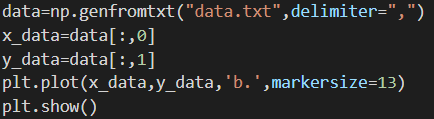 data=np.genfromtxt("data.txt",delimiter=",")
x_data=data[:,0]
y_data=data[:,1]
plt.plot(x_data,y_data,'b.',markersize=13)
plt.show()